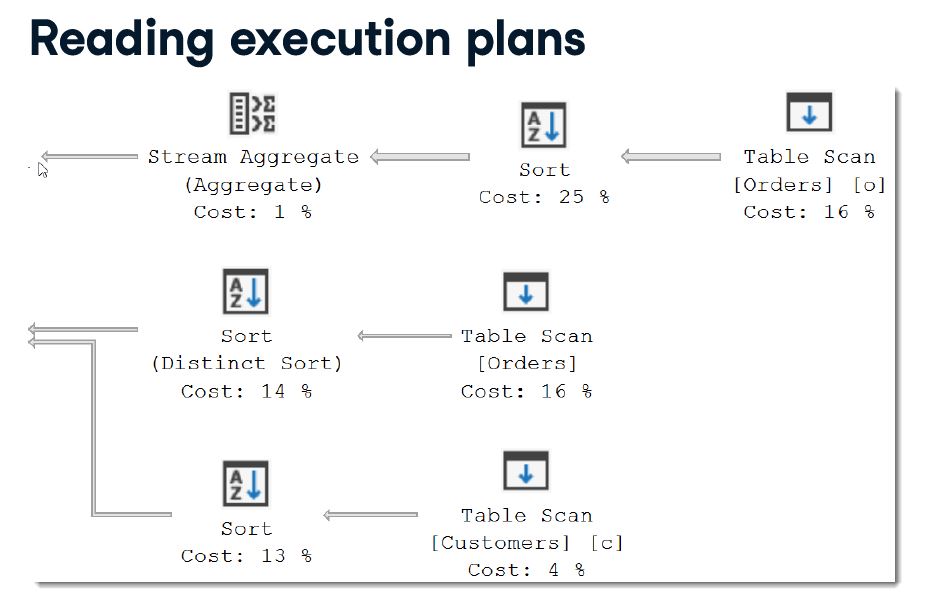 Reading execution plans
Stream Aggregate
(Aggregate)
Cost: 1 %
Sort
Cost: 25 %
Table Scan
[Orders] [o]
Cost: 16 %
Sort
(Distinct Sort)
Cost: 14 %
Table Scan
[Orders]
Cost: 16 %
Sort
Cost: 13 %
Table Scan
[Customers] [c]
Cost: 4 %